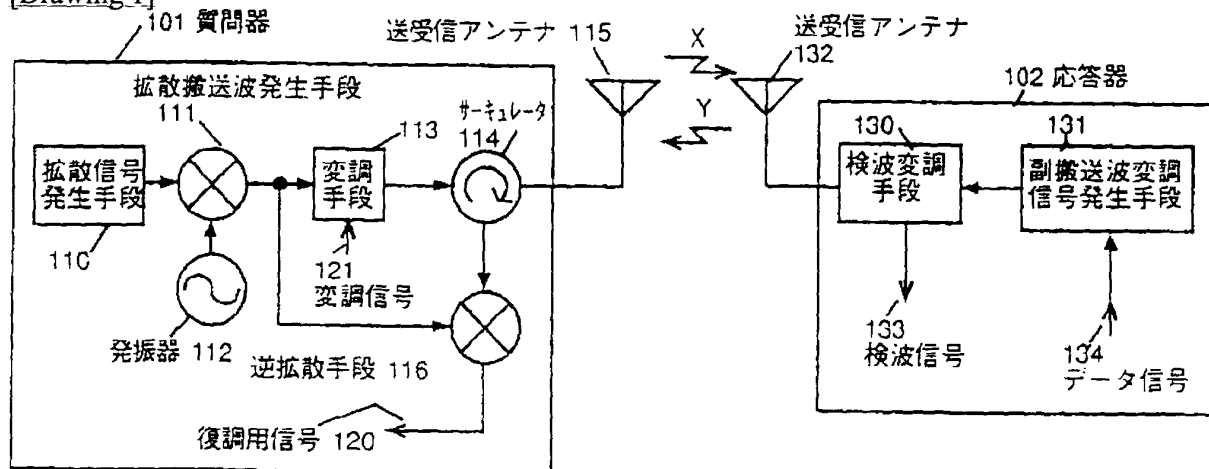 [Drawing 1]
101 質問器
送受信アンテナ 115
X
Y
送受信アンテナ
132
102 応答器
拡散搬送波発生手段
111
113
サーキュレータ
114
130
131
拡散信号
発生手段
変調
手段
検波変調
手段
副搬送波変調
信号発生手段
110
121
変調信号
発振器 112
逆拡散手段 116
133
検波信号
134
データ信号
復調用信号 120